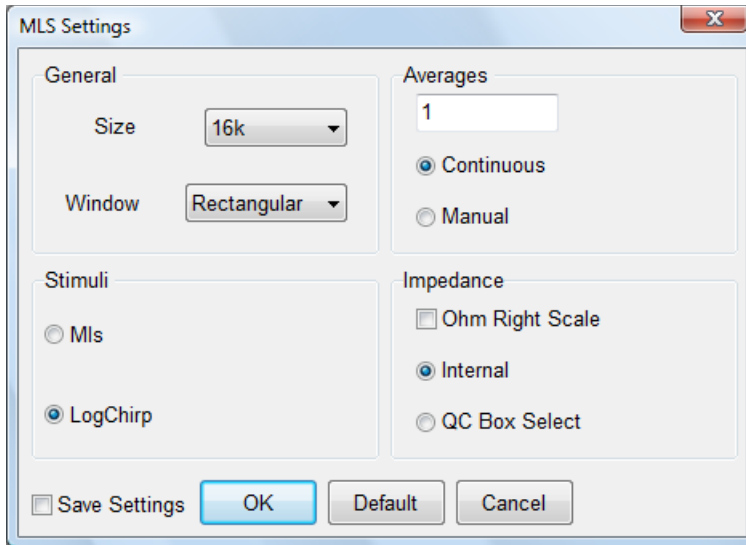 MLS Settings
General
Size
16k
Window
Rectangular
Averages
1
Continuous
Manual
Stimuli
Mls
LogChirp
Impedance
Ohm Right Scale
Internal
QC Box Select
Save Settings
OK
Default
Cancel